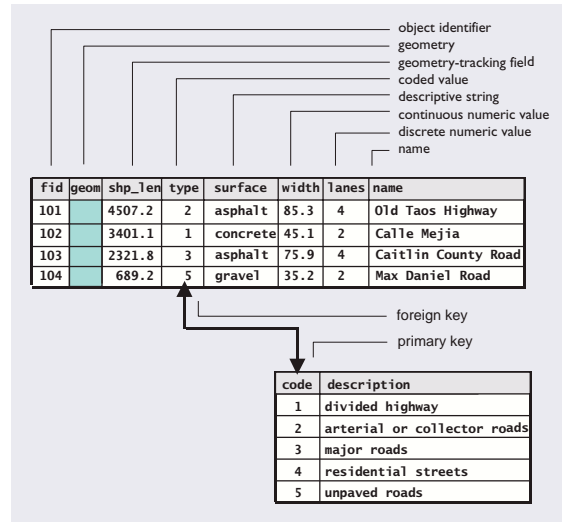 object identifier
geometry
geometry-tracking field
coded value
descriptive string
continuous numeric value
discrete numeric value
name
fid geom shp_len type surface width lanes name
101 4507.2 2 asphalt 85.3 4 Old Taos Highway
102 3401.1 1 concrete 45.1 2 Calle Mejia
103 2321.8 3 asphalt 75.9 4 Caitlin County Road
104 689.2 5 gravel 35.2 2 Max Daniel Road
foreign key
primary key
code description
1 divided highway
2 arterial or collector roads
3 major roads
4 residential streets
5 unpaved roads